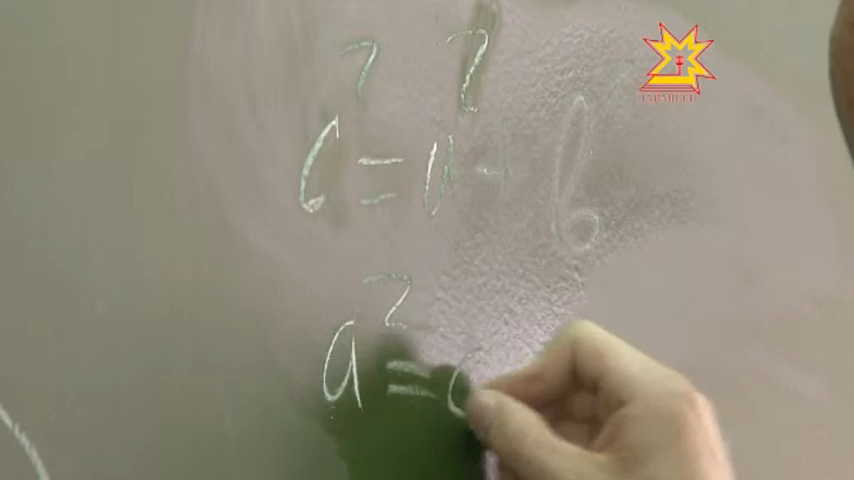 c² = a² + b
a² = c